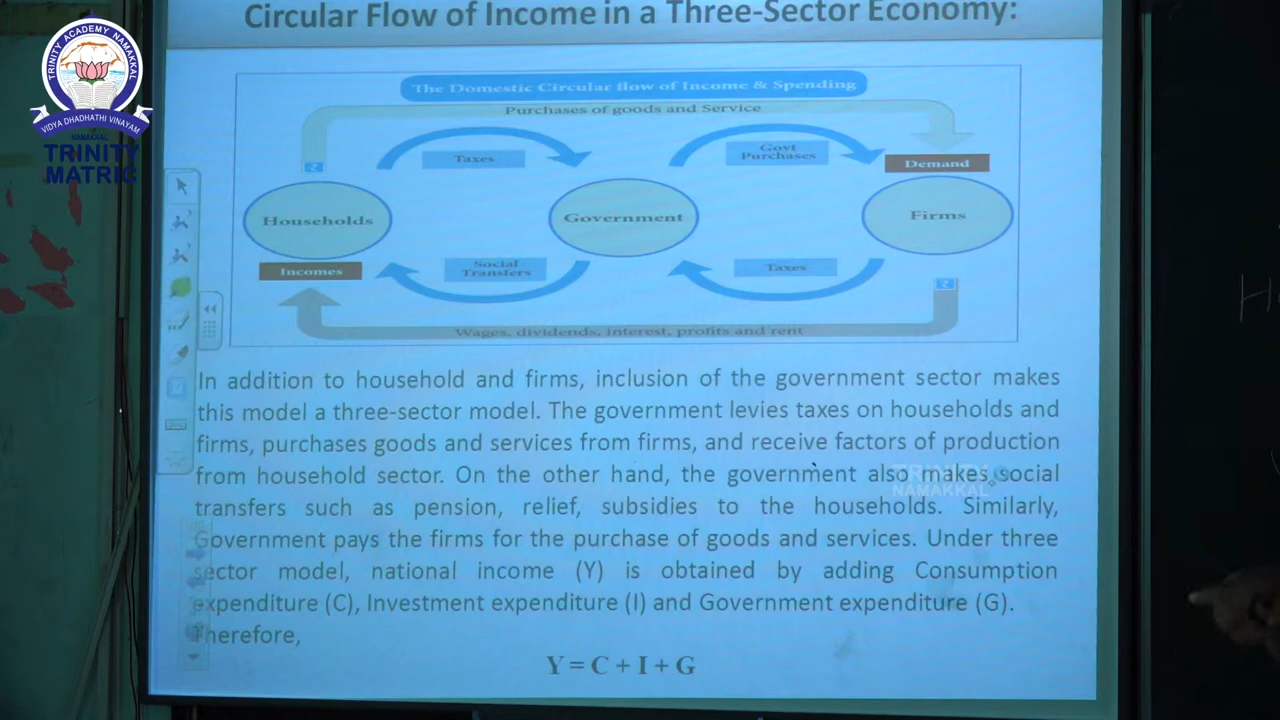 Circular Flow of Income in a Three-Sector Economy:
TRINITY ACADEMY NAMAKKAL
VIDYA DHADHATHI VINAYAM
NAMAKKAL
TRINITY
MATRIC
The Domestic Circular flow of Income & Spending
Purchases of goods and Service
Taxes
Govt
Purchases
Demand
₹
Households
Government
Firms
Incomes
Social
Transfers
Taxes
₹
Wages, dividends, interest, profits and rent
In addition to household and firms, inclusion of the government sector makes
this model a three-sector model. The government levies taxes on households and
firms, purchases goods and services from firms, and receive factors of production
from household sector. On the other hand, the government also makes social
transfers such as pension, relief, subsidies to the households. Similarly,
Government pays the firms for the purchase of goods and services. Under three
sector model, national income (Y) is obtained by adding Consumption
expenditure (C), Investment expenditure (I) and Government expenditure (G).
Therefore,
Y = C + I + G
TRINITY
NAMAKKAL
H